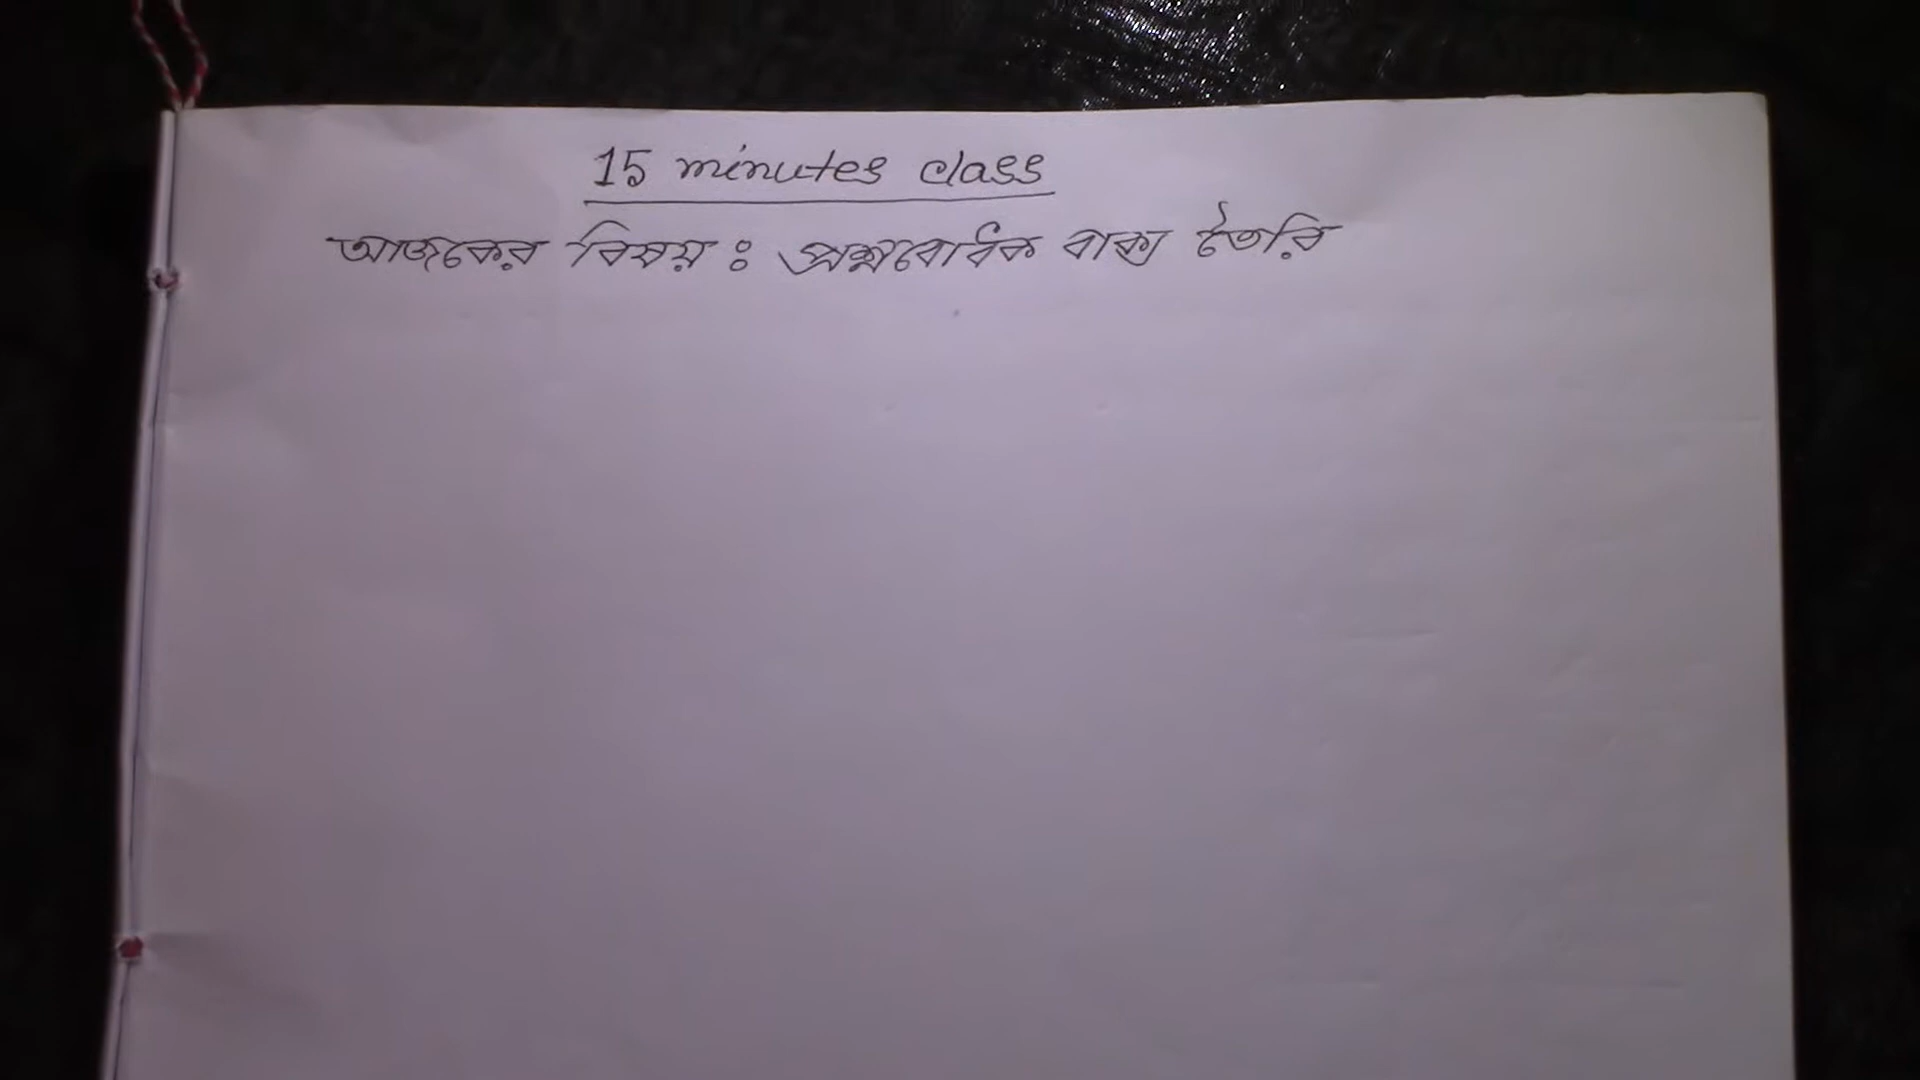 15 minutes class
আজকের বিষয় : প্রশ্নবোধক বাক্য তৈরি